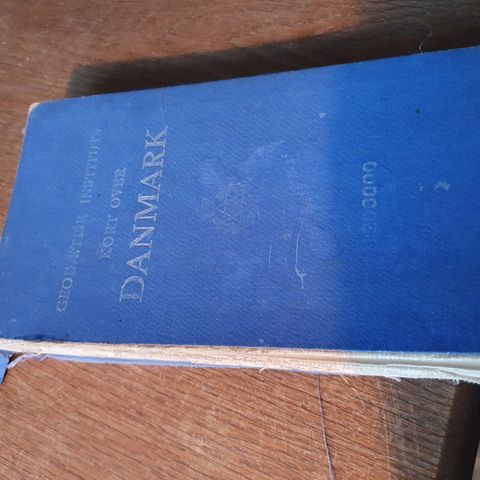 GEODÆTISK INSTITUTS
KORT OVER
DANMARK
1:200000